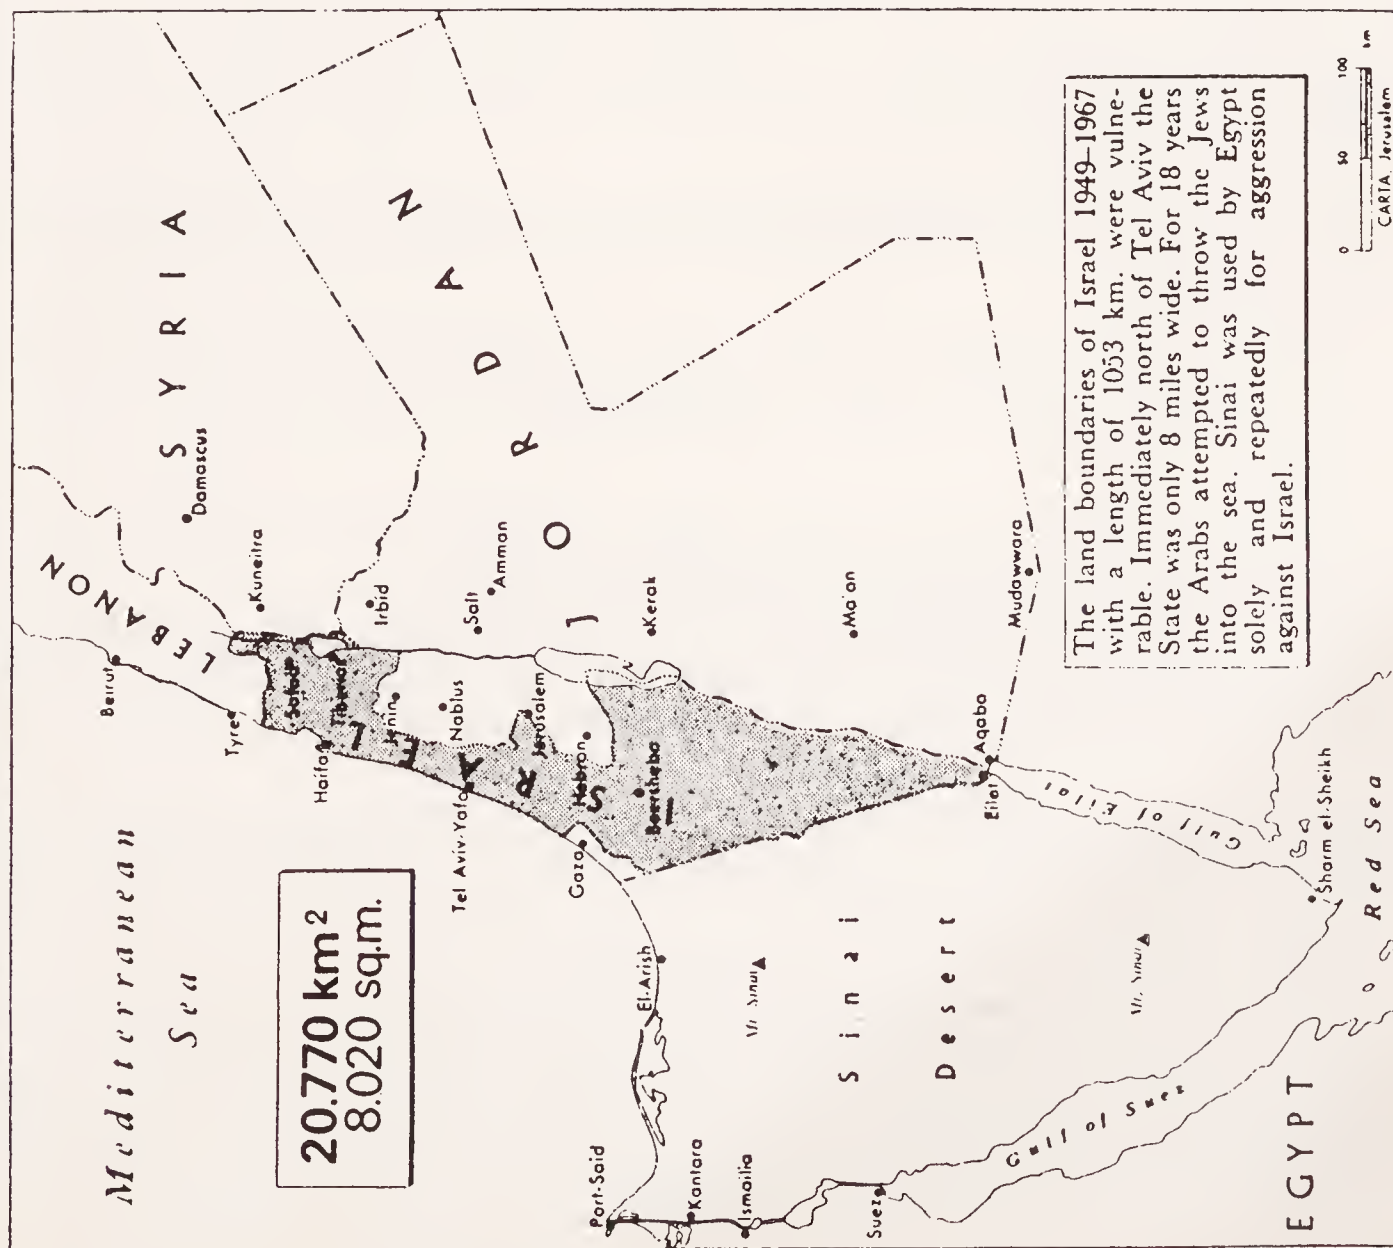 Mediterranean
Sea
20.770 km²
8.020 sq.m.
LEBANON
SYRIA
JORDAN
ISRAEL
Beirut
Damascus
Tyre
Kuneitra
Safed
Haifa
Tiberias
Irbid
Jenin
Nablus
Salt
Amman
Tel Aviv-Yafo
Jerusalem
Gaza
Hebron
Beersheba
Kerak
Port-Said
El-Arish
Kantara
Ismailia
Ma'an
Suez
Sinai
Desert
Mt. Sinai
Mt. Sinai
Eilat
Aqaba
Mudawwara
Gulf of Suez
Gulf of Eilat
Sharm el-Sheikh
EGYPT
Red Sea
The land boundaries of Israel 1949–1967
with a length of 1053 km. were vulne-
rable. Immediately north of Tel Aviv the
State was only 8 miles wide. For 18 years
the Arabs attempted to throw the Jews
into the sea. Sinai was used by Egypt
solely and repeatedly for aggression
against Israel.
0 50 100 km
CARTA, Jerusalem